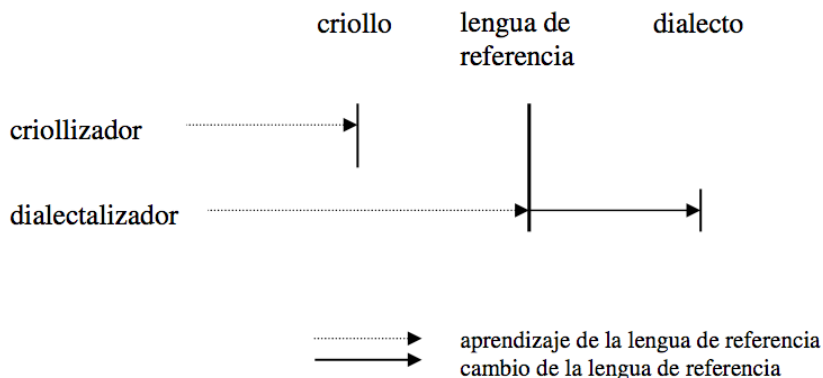 criollo lengua de dialecto
referencia
criollizador
dialectalizador
aprendizaje de la lengua de referencia
cambio de la lengua de referencia